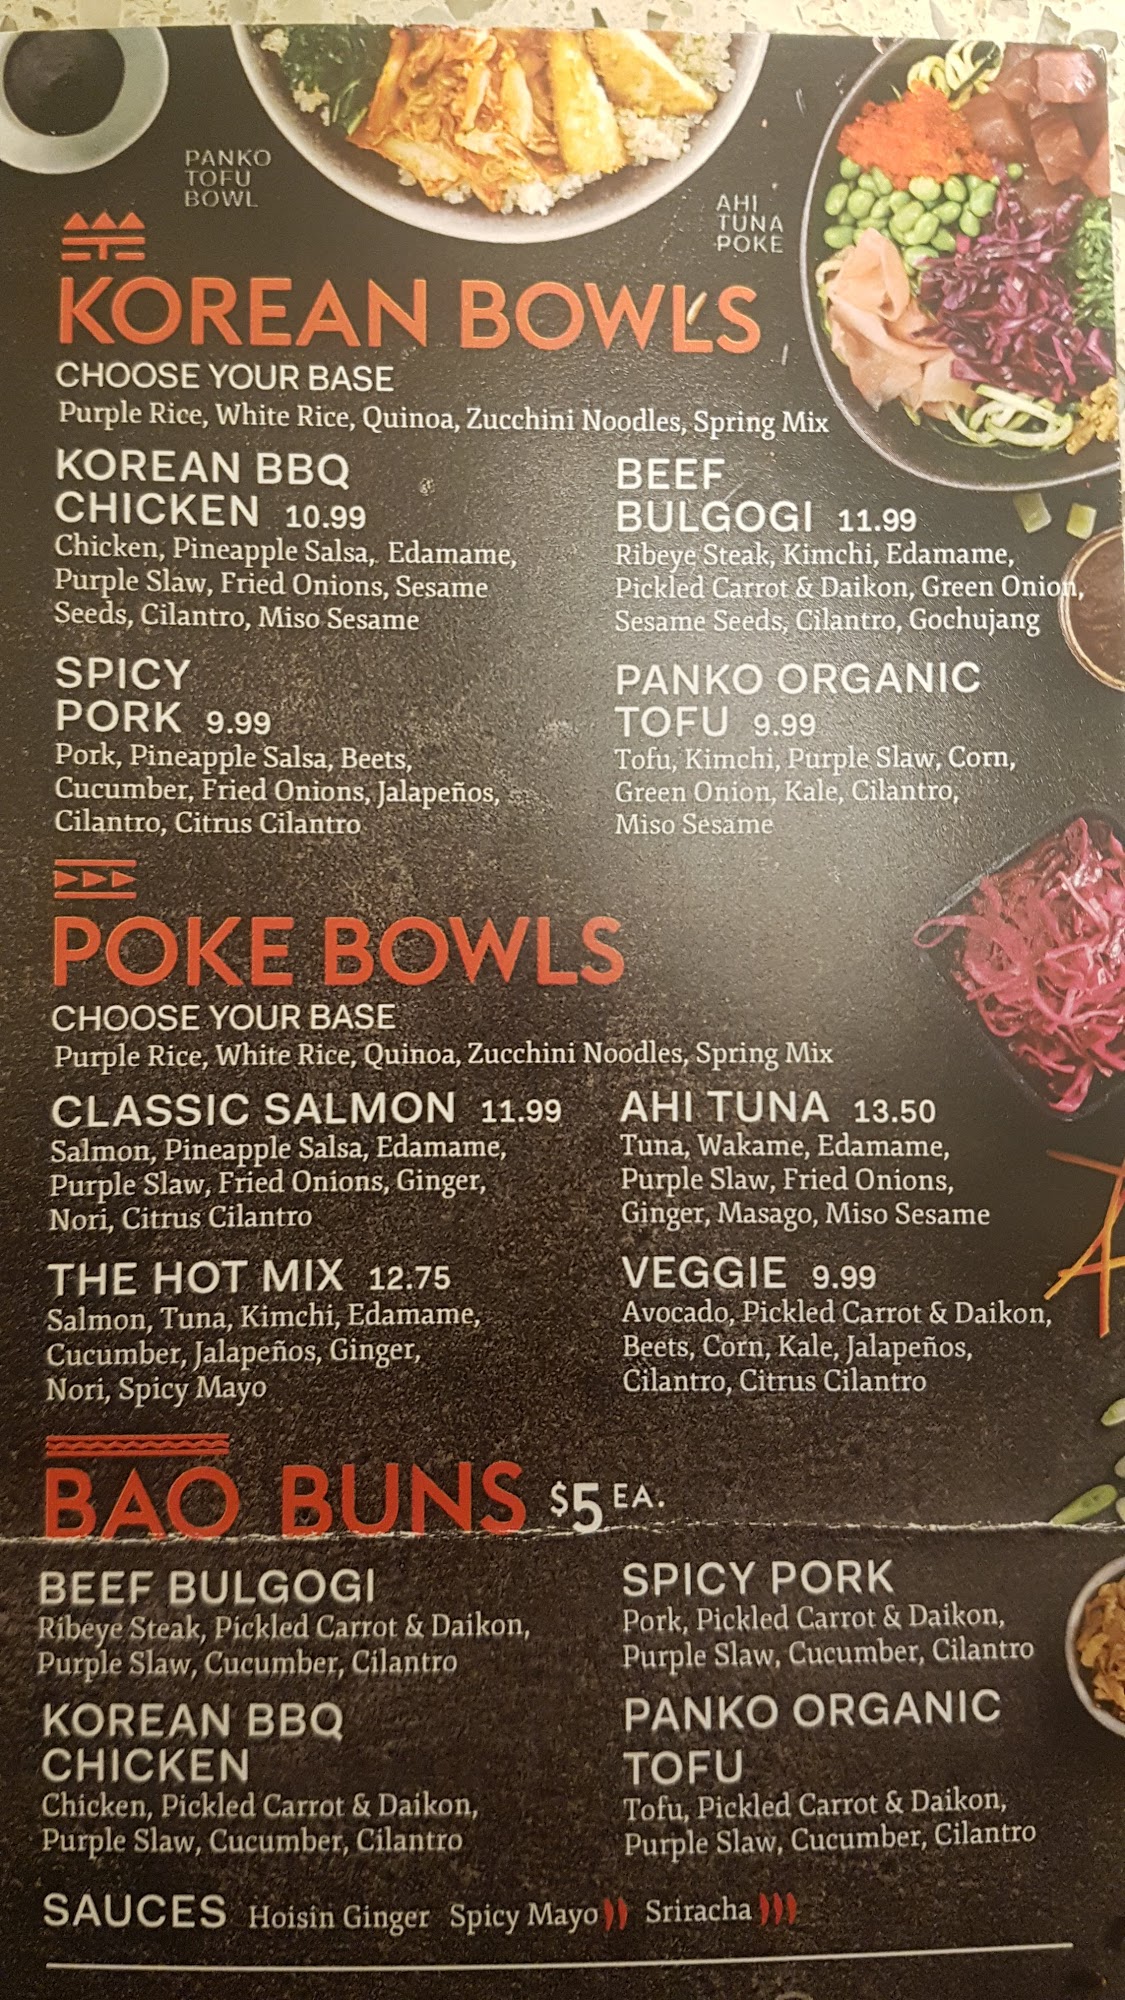 PANKO
TOFU
BOWL
AHI
TUNA
POKE
KOREAN BOWLS
CHOOSE YOUR BASE
Purple Rice, White Rice, Quinoa, Zucchini Noodles, Spring Mix
KOREAN BBQ
CHICKEN 10.99
Chicken, Pineapple Salsa, Edamame,
Purple Slaw, Fried Onions, Sesame
Seeds, Cilantro, Miso Sesame
BEEF
BULGOGI 11.99
Ribeye Steak, Kimchi, Edamame,
Pickled Carrot & Daikon, Green Onion,
Sesame Seeds, Cilantro, Gochujang
SPICY
PORK 9.99
Pork, Pineapple Salsa, Beets,
Cucumber, Fried Onions, Jalapeños,
Cilantro, Citrus Cilantro
PANKO ORGANIC
TOFU 9.99
Tofu, Kimchi, Purple Slaw, Corn,
Green Onion, Kale, Cilantro,
Miso Sesame
POKE BOWLS
CHOOSE YOUR BASE
Purple Rice, White Rice, Quinoa, Zucchini Noodles, Spring Mix
CLASSIC SALMON 11.99
Salmon, Pineapple Salsa, Edamame,
Purple Slaw, Fried Onions, Ginger,
Nori, Citrus Cilantro
AHI TUNA 13.50
Tuna, Wakame, Edamame,
Purple Slaw, Fried Onions,
Ginger, Masago, Miso Sesame
THE HOT MIX 12.75
Salmon, Tuna, Kimchi, Edamame,
Cucumber, Jalapeños, Ginger,
Nori, Spicy Mayo
VEGGIE 9.99
Avocado, Pickled Carrot & Daikon,
Beets, Corn, Kale, Jalapeños,
Cilantro, Citrus Cilantro
BAO BUNS $5 EA.
BEEF BULGOGI
Ribeye Steak, Pickled Carrot & Daikon,
Purple Slaw, Cucumber, Cilantro
SPICY PORK
Pork, Pickled Carrot & Daikon,
Purple Slaw, Cucumber, Cilantro
KOREAN BBQ
CHICKEN
Chicken, Pickled Carrot & Daikon,
Purple Slaw, Cucumber, Cilantro
PANKO ORGANIC
TOFU
Tofu, Pickled Carrot & Daikon,
Purple Slaw, Cucumber, Cilantro
SAUCES Hoisin Ginger Spicy Mayo Sriracha